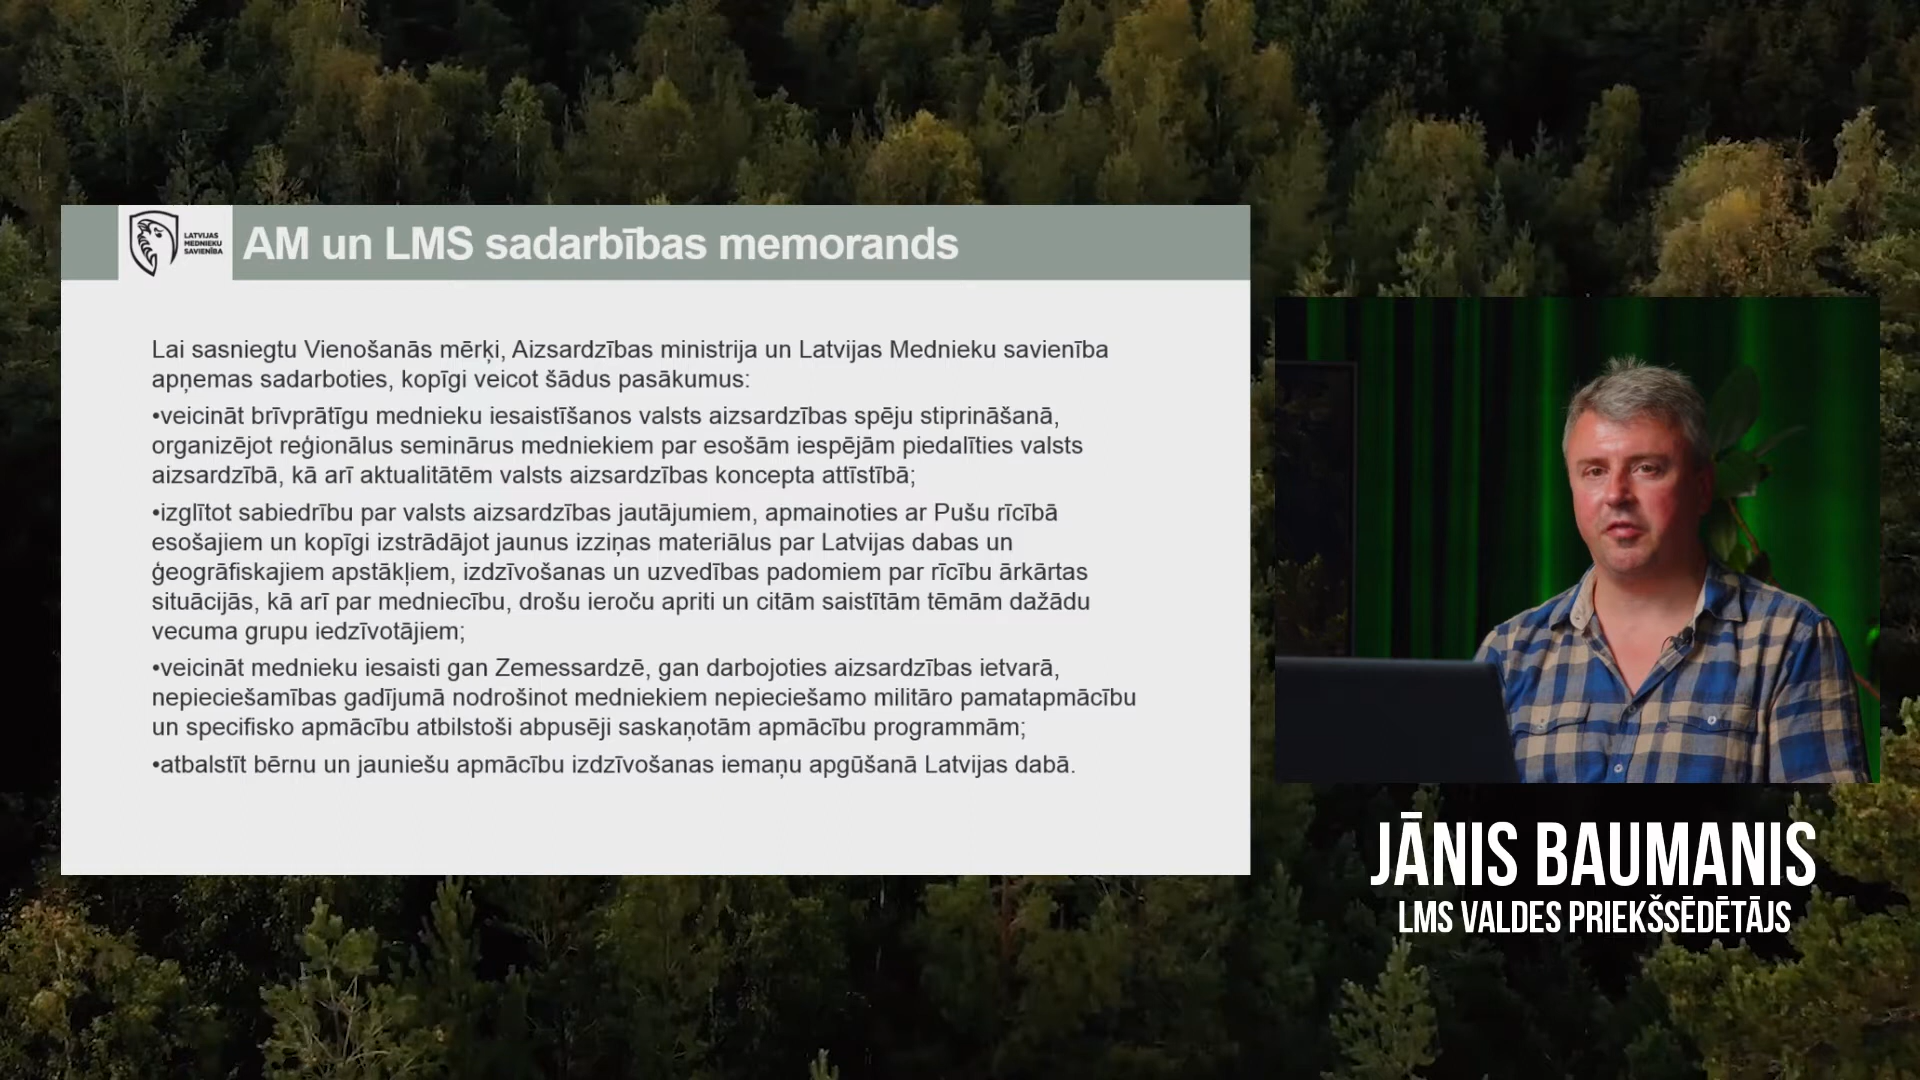 LATVIJAS
MEDNIEKU
SAVIENĪBA
AM un LMS sadarbības memorands
Lai sasniegtu Vienošanās mērķi, Aizsardzības ministrija un Latvijas Mednieku savienība
apņemas sadarboties, kopīgi veicot šādus pasākumus:
•veicināt brīvprātīgu mednieku iesaistīšanos valsts aizsardzības spēju stiprināšanā,
organizējot reģionālus seminārus medniekiem par esošām iespējām piedalīties valsts
aizsardzībā, kā arī aktualitātēm valsts aizsardzības koncepta attīstībā;
•izglītot sabiedrību par valsts aizsardzības jautājumiem, apmainoties ar Pušu rīcībā
esošajiem un kopīgi izstrādājot jaunus izziņas materiālus par Latvijas dabas un
ģeogrāfiskajiem apstākļiem, izdzīvošanas un uzvedības padomiem par rīcību ārkārtas
situācijās, kā arī par medniecību, drošu ieroču apriti un citām saistītām tēmām dažādu
vecuma grupu iedzīvotājiem;
•veicināt mednieku iesaisti gan Zemessardzē, gan darbojoties aizsardzības ietvarā,
nepieciešamības gadījumā nodrošinot medniekiem nepieciešamo militāro pamatapmācību
un specifisko apmācību atbilstoši abpusēji saskaņotām apmācību programmām;
•atbalstīt bērnu un jauniešu apmācību izdzīvošanas iemaņu apgūšanā Latvijas dabā.
JĀNIS BAUMANIS
LMS VALDES PRIEKŠSĒDĒTĀJS